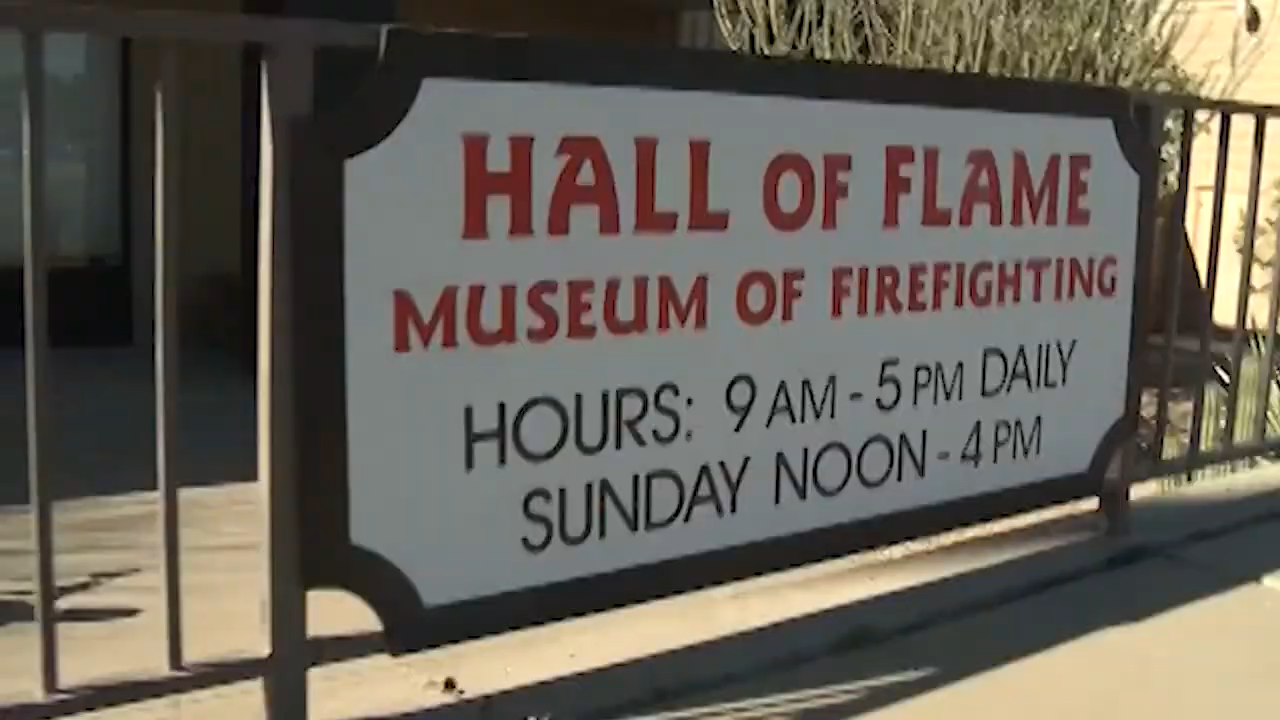 HALL OF FLAME
MUSEUM OF FIREFIGHTING
HOURS: 9 AM - 5 PM DAILY
SUNDAY NOON - 4 PM